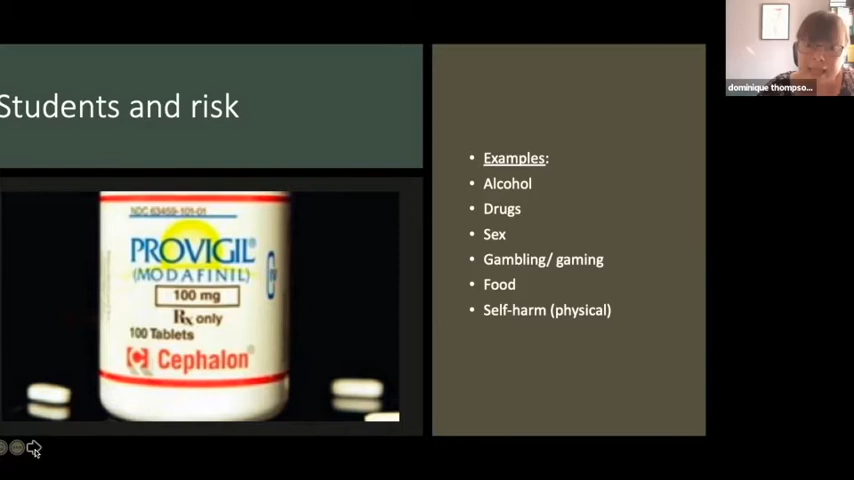 Students and risk
NDC 63459-101-01
PROVIGIL®
(MODAFINIL)
CIV
100 mg
Rx only
100 Tablets
Cephalon®
• Examples:
• Alcohol
• Drugs
• Sex
• Gambling/ gaming
• Food
• Self-harm (physical)
dominique thompso...